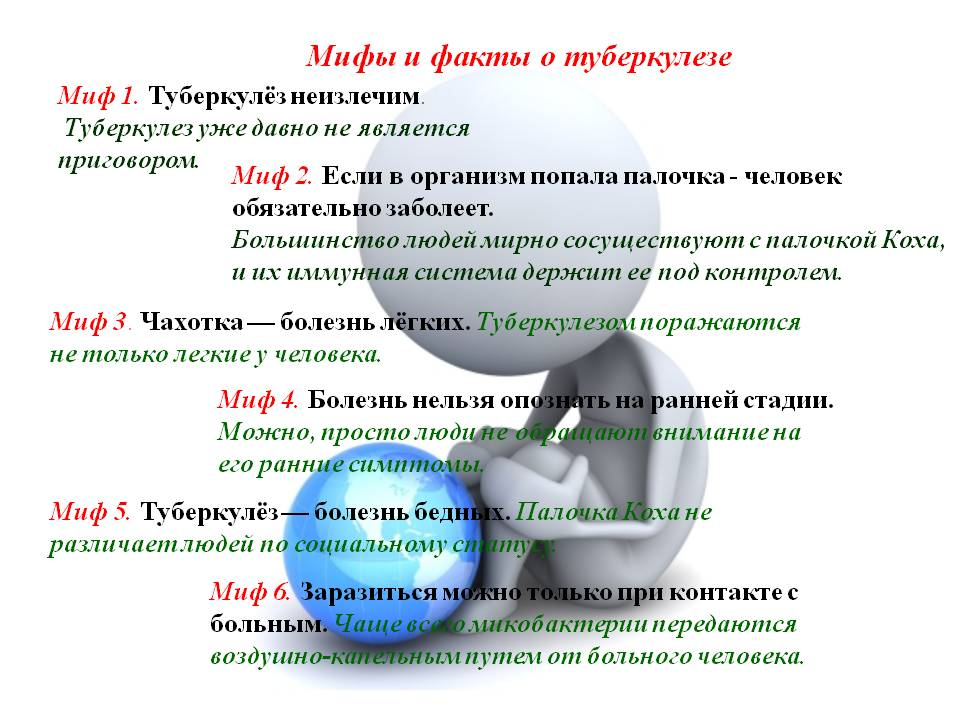 Мифы и факты о туберкулезе
Миф 1. Туберкулёз неизлечим.
Туберкулез уже давно не является
приговором.
Миф 2. Если в организм попала палочка - человек
обязательно заболеет.
Большинство людей мирно сосуществуют с палочкой Коха,
и их иммунная система держит ее под контролем.
Миф 3. Чахотка — болезнь лёгких. Туберкулезом поражаются
не только легкие у человека.
Миф 4. Болезнь нельзя опознать на ранней стадии.
Можно, просто люди не обращают внимание на
его ранние симптомы.
Миф 5. Туберкулёз — болезнь бедных. Палочка Коха не
различает людей по социальному статусу.
Миф 6. Заразиться можно только при контакте с
больным. Чаще всего микобактерии передаются
воздушно-капельным путем от больного человека.